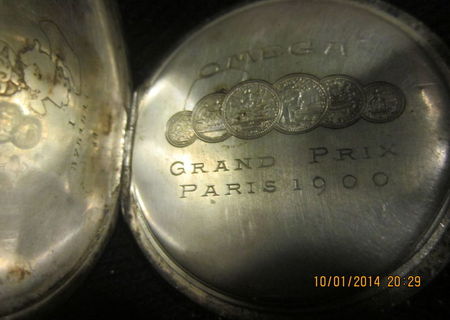 OMEGA
GRAND PRIX
PARIS 1900
10/01/2014 20:29